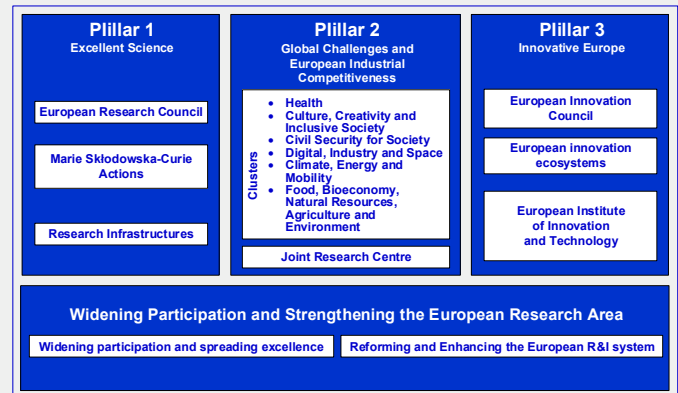 Plillar 1
Excellent Science
European Research Council
Marie Skłodowska-Curie
Actions
Research Infrastructures
Plillar 2
Global Challenges and
European Industrial
Competitiveness
Clusters
• Health
• Culture, Creativity and
Inclusive Society
• Civil Security for Society
• Digital, Industry and Space
• Climate, Energy and
Mobility
• Food, Bioeconomy,
Natural Resources,
Agriculture and
Environment
Joint Research Centre
Plillar 3
Innovative Europe
European Innovation
Council
European innovation
ecosystems
European Institute
of Innovation
and Technology
Widening Participation and Strengthening the European Research Area
Widening participation and spreading excellence
Reforming and Enhancing the European R&I system